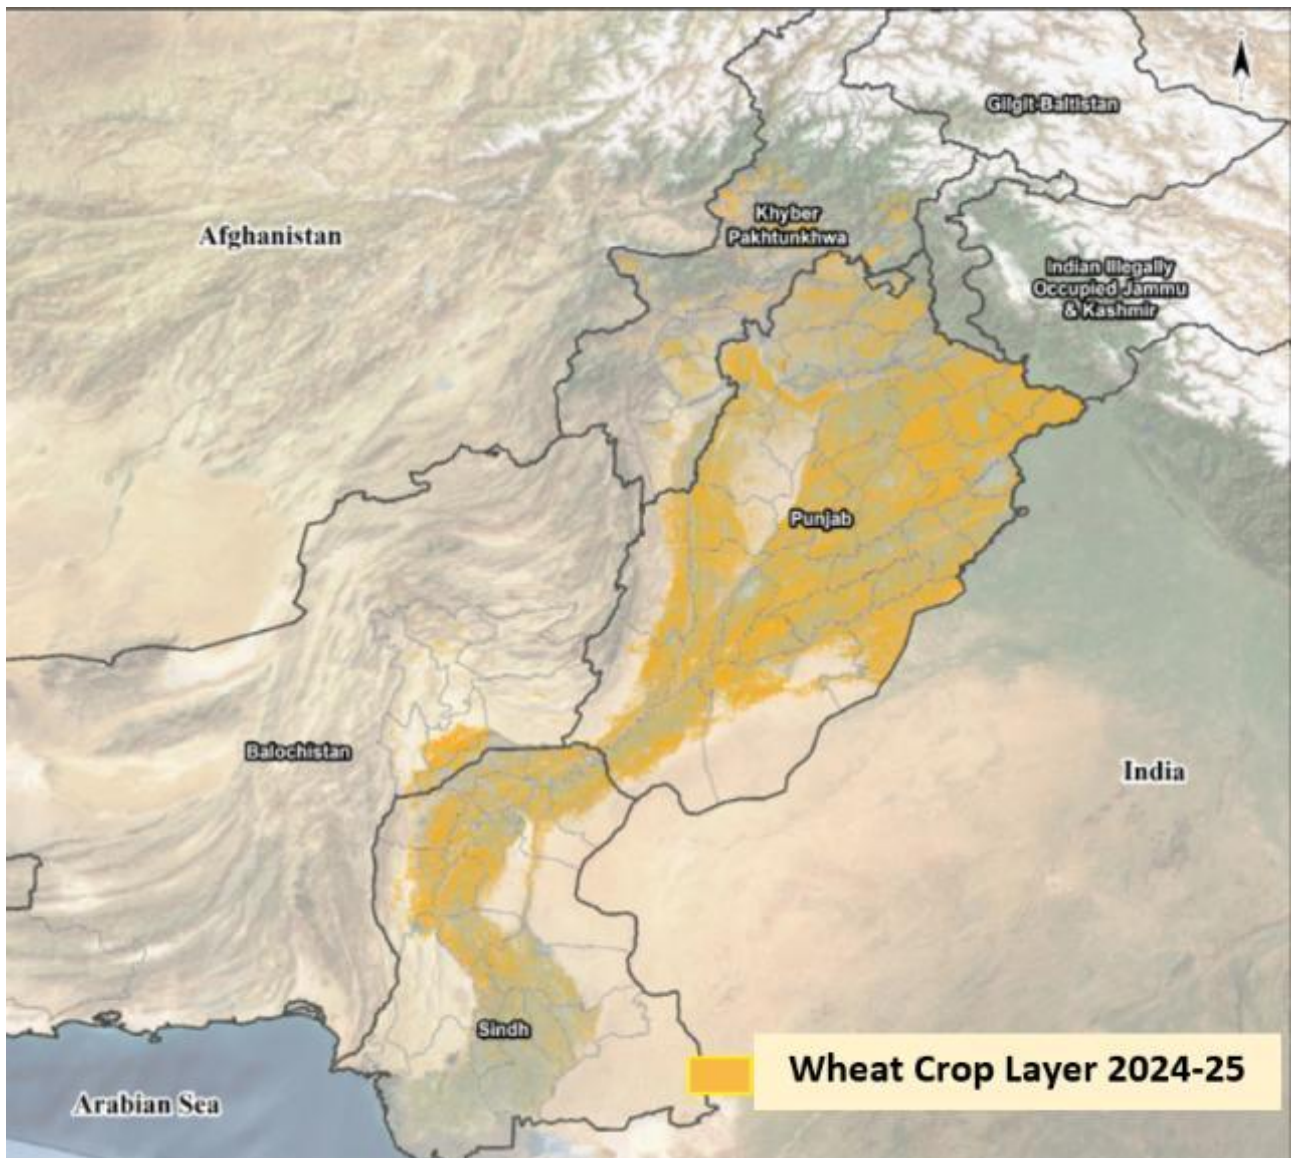 Gilgit-Baltistan
Khyber
Pakhtunkhwa
Afghanistan
Indian Illegally
Occupied Jammu
& Kashmir
Punjab
Balochistan
India
Sindh
Wheat Crop Layer 2024-25
Arabian Sea